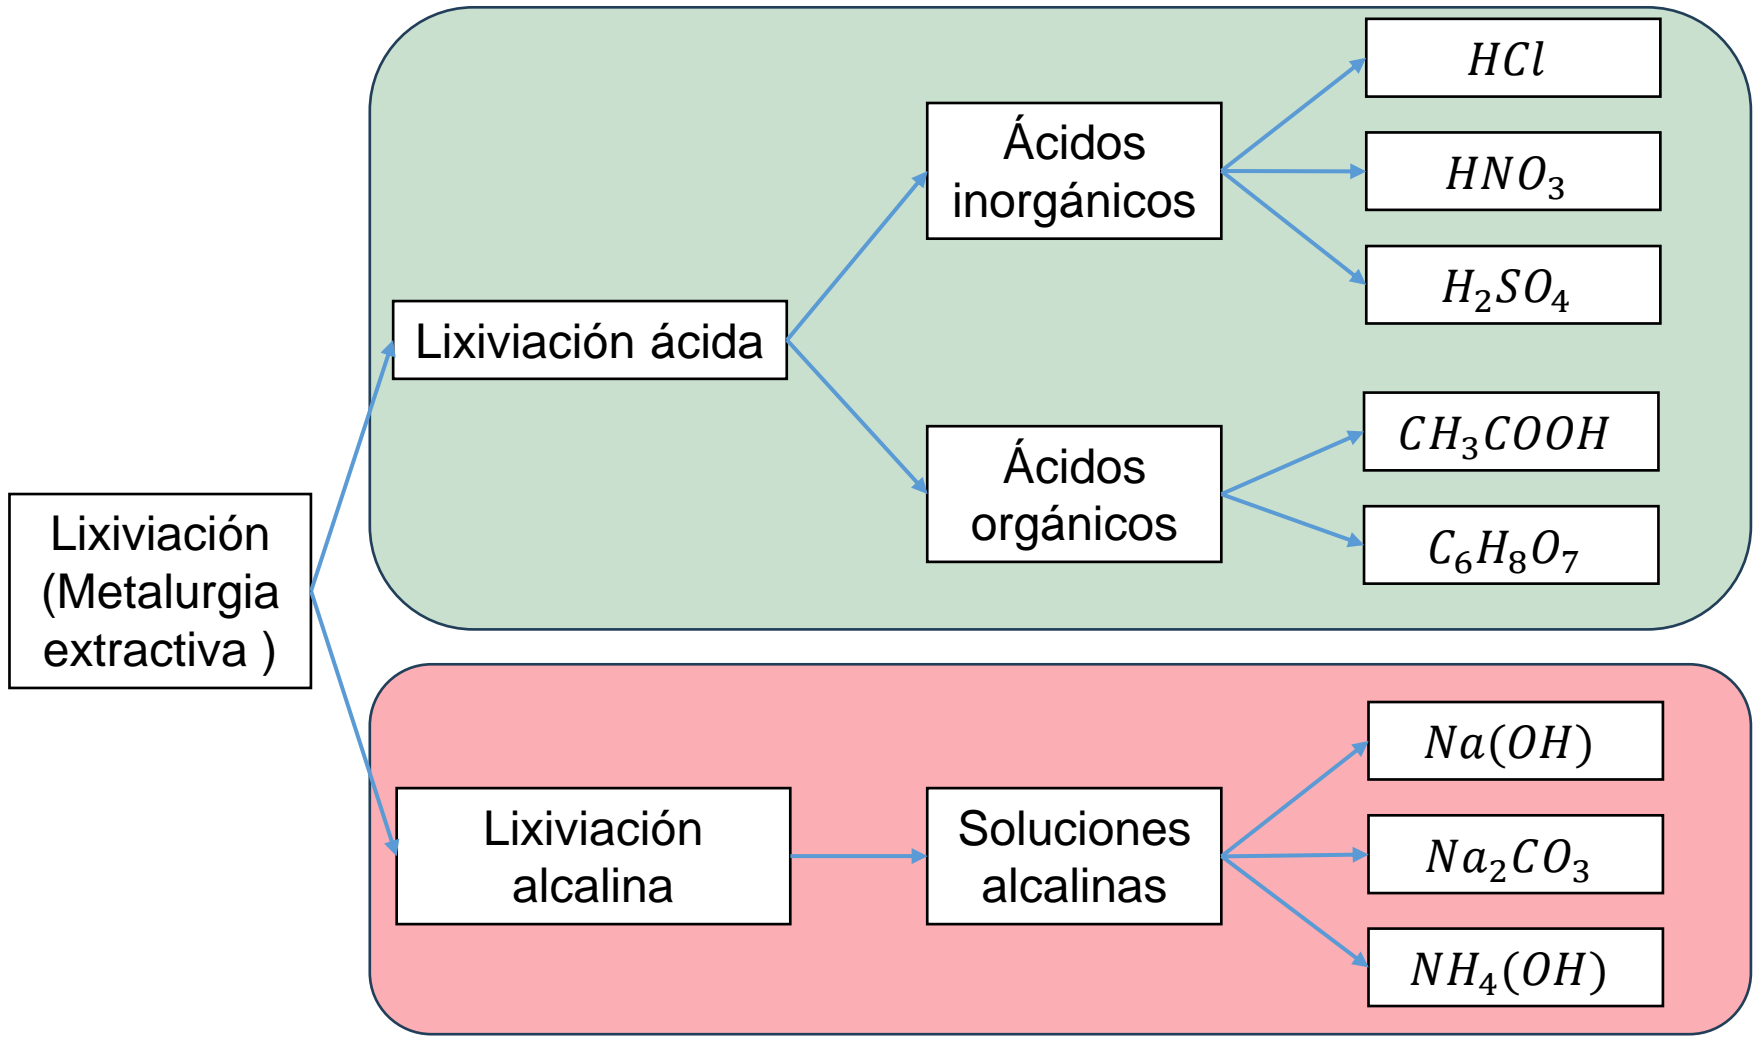 Lixiviación
(Metalurgia
extractiva )
Lixiviación ácida
Ácidos
inorgánicos
HCl
HNO₃
H₂SO₄
Ácidos
orgánicos
CH₃COOH
C₆H₈O₇
Lixiviación
alcalina
Soluciones
alcalinas
Na(OH)
Na₂CO₃
NH₄(OH)